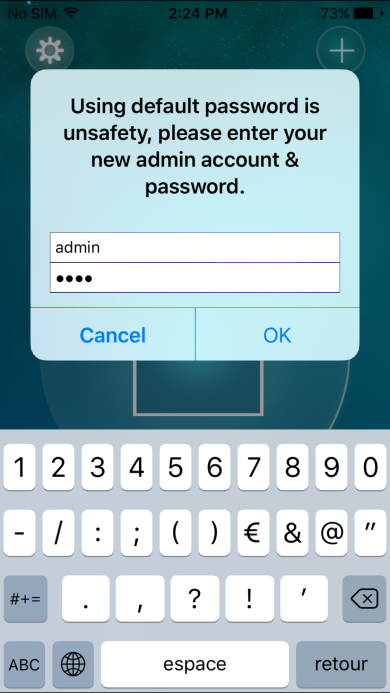 No SIM 2:24 PM 73%
Using default password is
unsafety, please enter your
new admin account &
password.
admin
••••
Cancel OK
1 2 3 4 5 6 7 8 9 0
- / : ; ( ) € & @ "
#+= . , ? ! ’
ABC espace retour